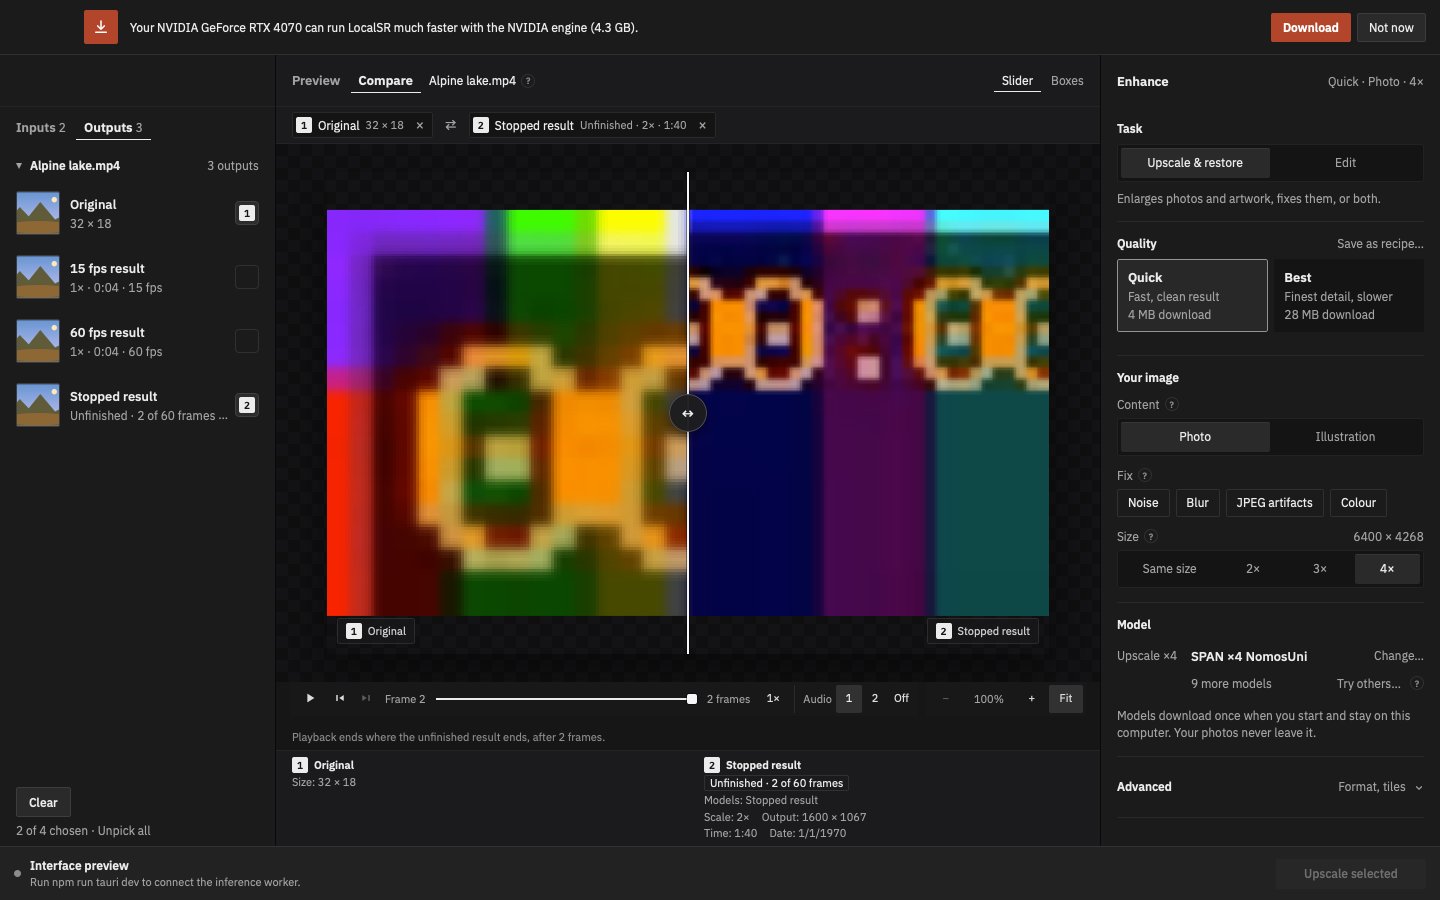 Your NVIDIA GeForce RTX 4070 can run LocalSR much faster with the NVIDIA engine (4.3 GB).
Download
Not now
Inputs 2
Outputs 3
Alpine lake.mp4
3 outputs
Original
32 × 18
1
15 fps result
1× · 0:04 · 15 fps
60 fps result
1× · 0:04 · 60 fps
Stopped result
Unfinished · 2 of 60 frames ...
2
Clear
2 of 4 chosen · Unpick all
Preview
Compare
Alpine lake.mp4
?
Slider
Boxes
1 Original 32 × 18 ×
2 Stopped result Unfinished · 2× · 1:40 ×
1 Original
2 Stopped result
Frame 2
2 frames
1×
Audio
1
2
Off
− 100% +
Fit
Playback ends where the unfinished result ends, after 2 frames.
1 Original
Size: 32 × 18
2 Stopped result
Unfinished · 2 of 60 frames
Models: Stopped result
Scale: 2× Output: 1600 × 1067
Time: 1:40 Date: 1/1/1970
Enhance
Quick · Photo · 4×
Task
Upscale & restore
Edit
Enlarges photos and artwork, fixes them, or both.
Quality
Save as recipe...
Quick
Fast, clean result
4 MB download
Best
Finest detail, slower
28 MB download
Your image
Content ?
Photo
Illustration
Fix ?
Noise
Blur
JPEG artifacts
Colour
Size ?
6400 × 4268
Same size
2×
3×
4×
Model
Upscale ×4
SPAN ×4 NomosUni
Change...
9 more models
Try others... ?
Models download once when you start and stay on this
computer. Your photos never leave it.
Advanced
Format, tiles
Interface preview
Run npm run tauri dev to connect the inference worker.
Upscale selected